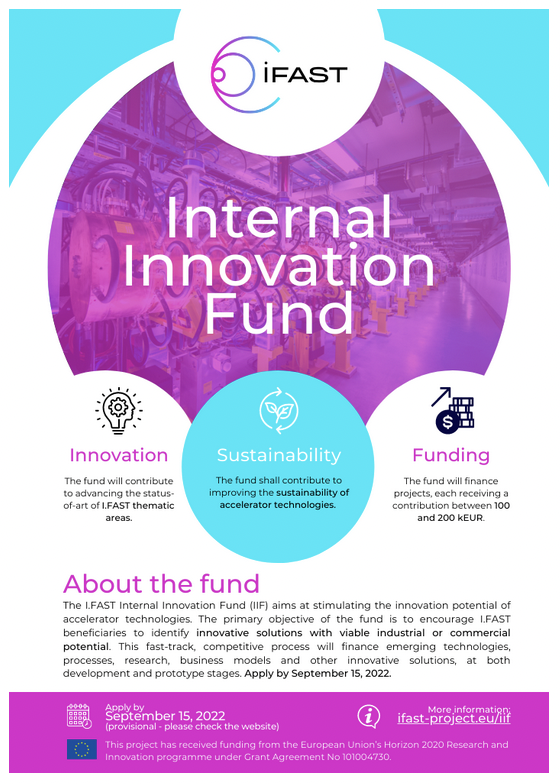 iFAST
Internal
Innovation
Fund
Innovation
The fund will contribute
to advancing the status-
of-art of I.FAST thematic
areas.
Sustainability
The fund shall contribute to
improving the sustainability of
accelerator technologies.
Funding
The fund will finance
projects, each receiving a
contribution between 100
and 200 kEUR.
About the fund
The I.FAST Internal Innovation Fund (IIF) aims at stimulating the innovation potential of
accelerator technologies. The primary objective of the fund is to encourage I.FAST
beneficiaries to identify innovative solutions with viable industrial or commercial
potential. This fast-track, competitive process will finance emerging technologies,
processes, research, business models and other innovative solutions, at both
development and prototype stages. Apply by September 15, 2022.
Apply by
September 15, 2022
(provisional - please check the website)
More information:
ifast-project.eu/iif
This project has received funding from the European Union's Horizon 2020 Research and
Innovation programme under Grant Agreement No 101004730.